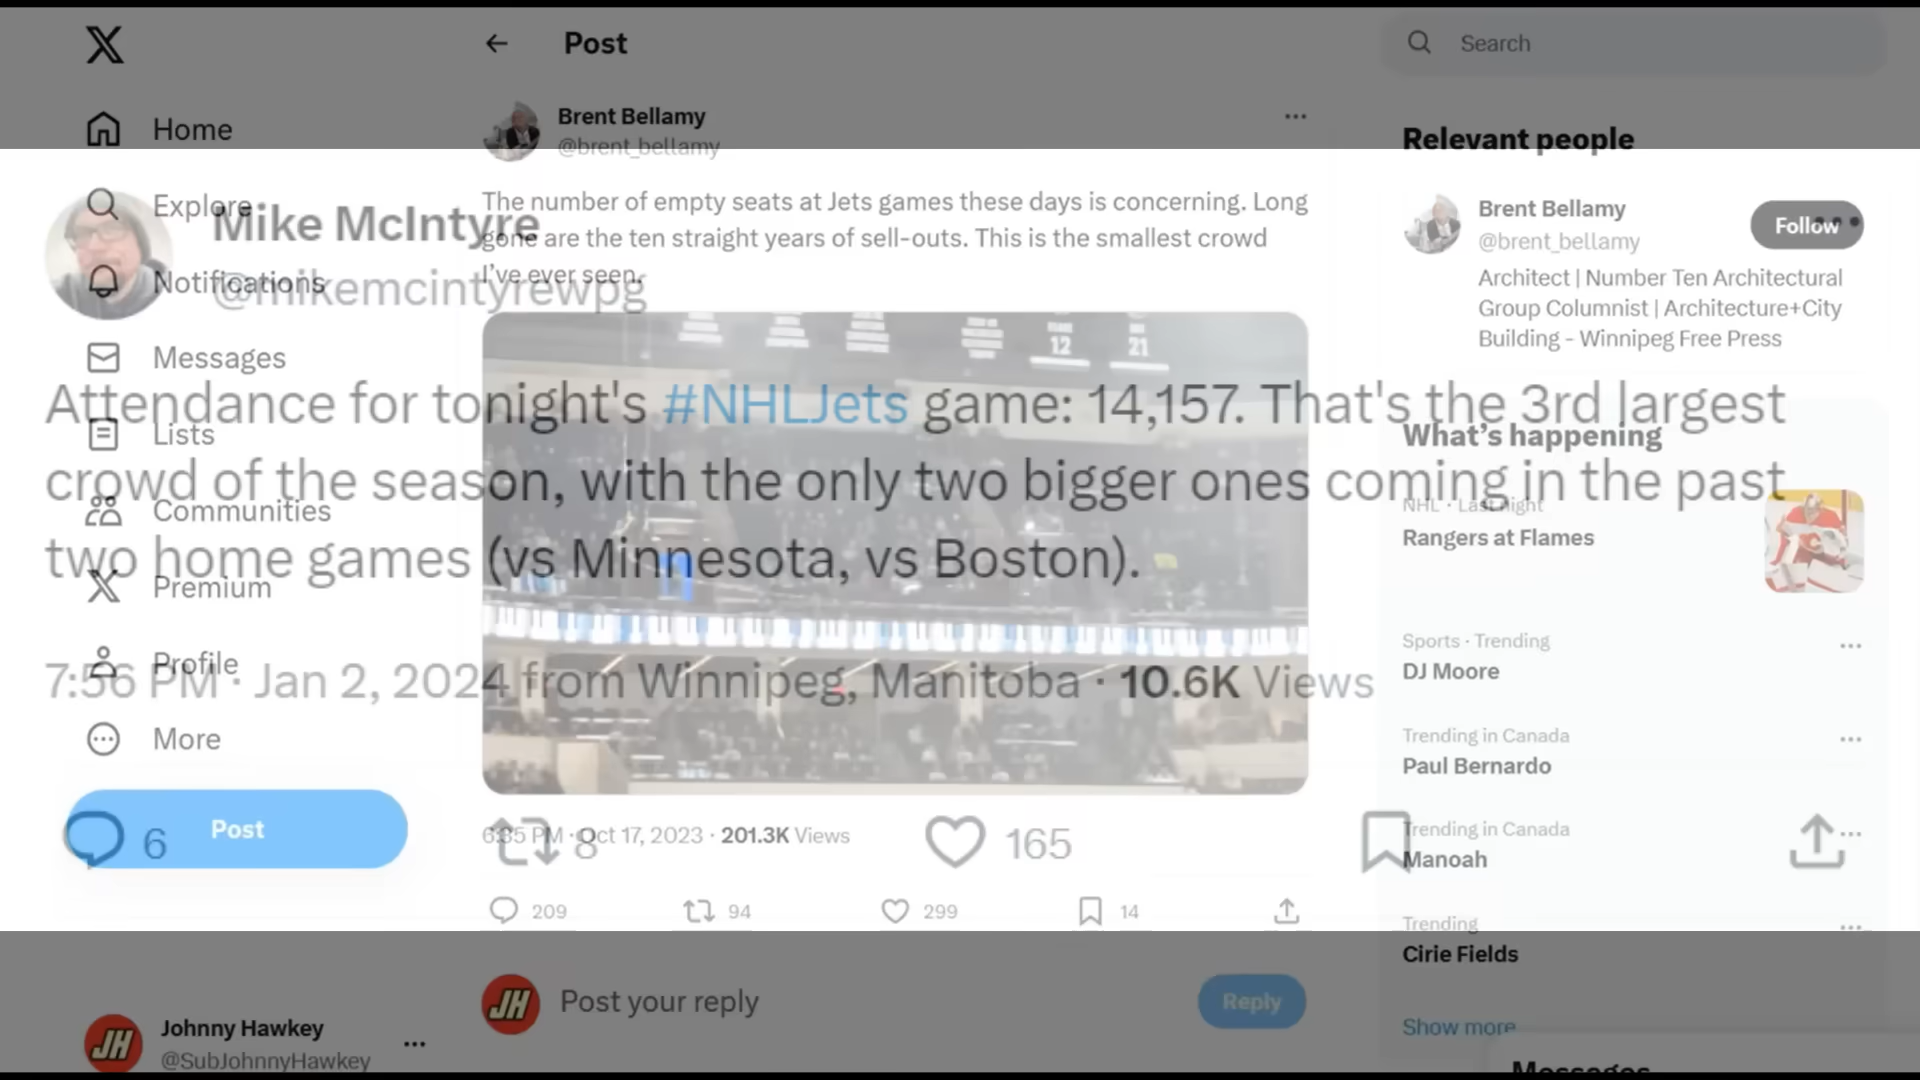 Post
Search
Home
Brent Bellamy
@brent_bellamy
Relevant people
The number of empty seats at Jets games these days is concerning. Long
gone are the ten straight years of sell-outs. This is the smallest crowd
I've ever seen.
Explore
Notifications
Messages
Lists
Communities
Premium
Profile
More
Post
Mike McIntyre
@mikemcintyrewpg
Attendance for tonight's #NHLJets game: 14,157. That's the 3rd largest
crowd of the season, with the only two bigger ones coming in the past
two home games (vs Minnesota, vs Boston).
7:56 PM · Jan 2, 2024 from Winnipeg, Manitoba · 10.6K Views
6
8
165
12
21
6:35 PM · Oct 17, 2023 · 201.3K Views
209
94
299
14
Post your reply
Reply
Brent Bellamy
@brent_bellamy
Follow
Architect | Number Ten Architectural
Group Columnist | Architecture+City
Building - Winnipeg Free Press
What's happening
NHL · Last night
Rangers at Flames
Sports · Trending
DJ Moore
Trending in Canada
Paul Bernardo
Trending in Canada
Manoah
Trending
Cirie Fields
Show more
Messages
JH
Johnny Hawkey
@SubJohnnyHawkey
JH